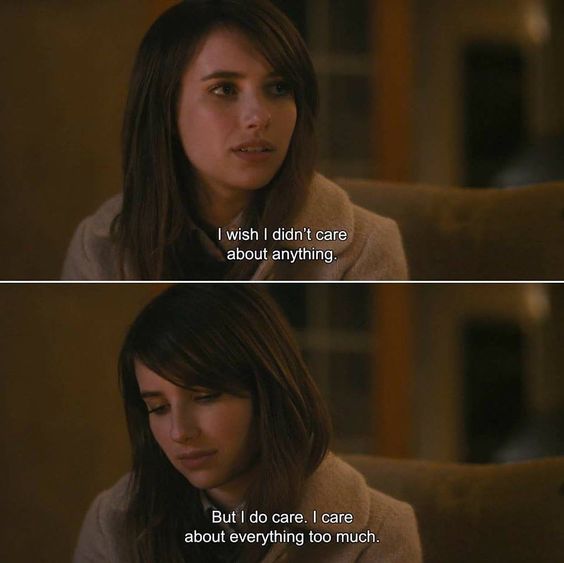 I wish I didn't care
about anything.
But I do care. I care
about everything too much.